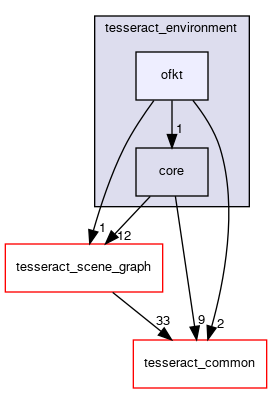 tesseract_environment
ofkt
1
core
1
12
tesseract_scene_graph
33
9
2
tesseract_common